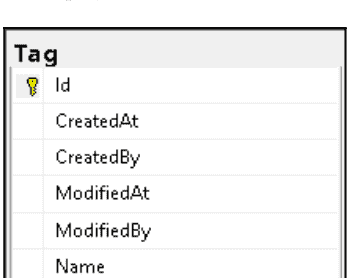 Tag
Id
CreatedAt
CreatedBy
ModifiedAt
ModifiedBy
Name